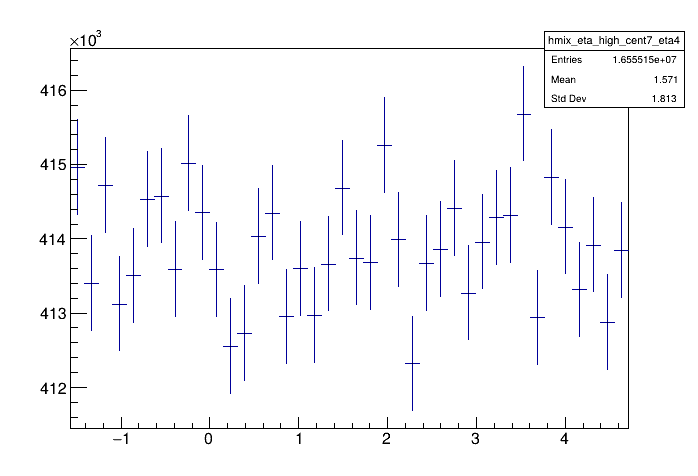 ×10³
hmix_eta_high_cent7_eta4
Entries 1.655515e+07
Mean 1.571
Std Dev 1.813
416
415
414
413
412
−1 0 1 2 3 4